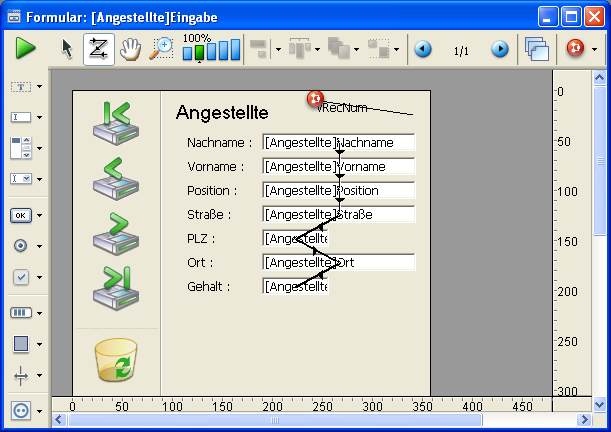 Formular: [Angestellte]Eingabe
100%
1/1
OK
Angestellte
vRecNum
Nachname : [Angestellte]Nachname
Vorname : [Angestellte]Vorname
Position : [Angestellte]Position
Straße : [Angestellte]Straße
PLZ : [Angestellte
Ort : [Angestellte]Ort
Gehalt : [Angestellte
0
50
100
150
200
250
300
0 50 100 150 200 250 300 350 400 450